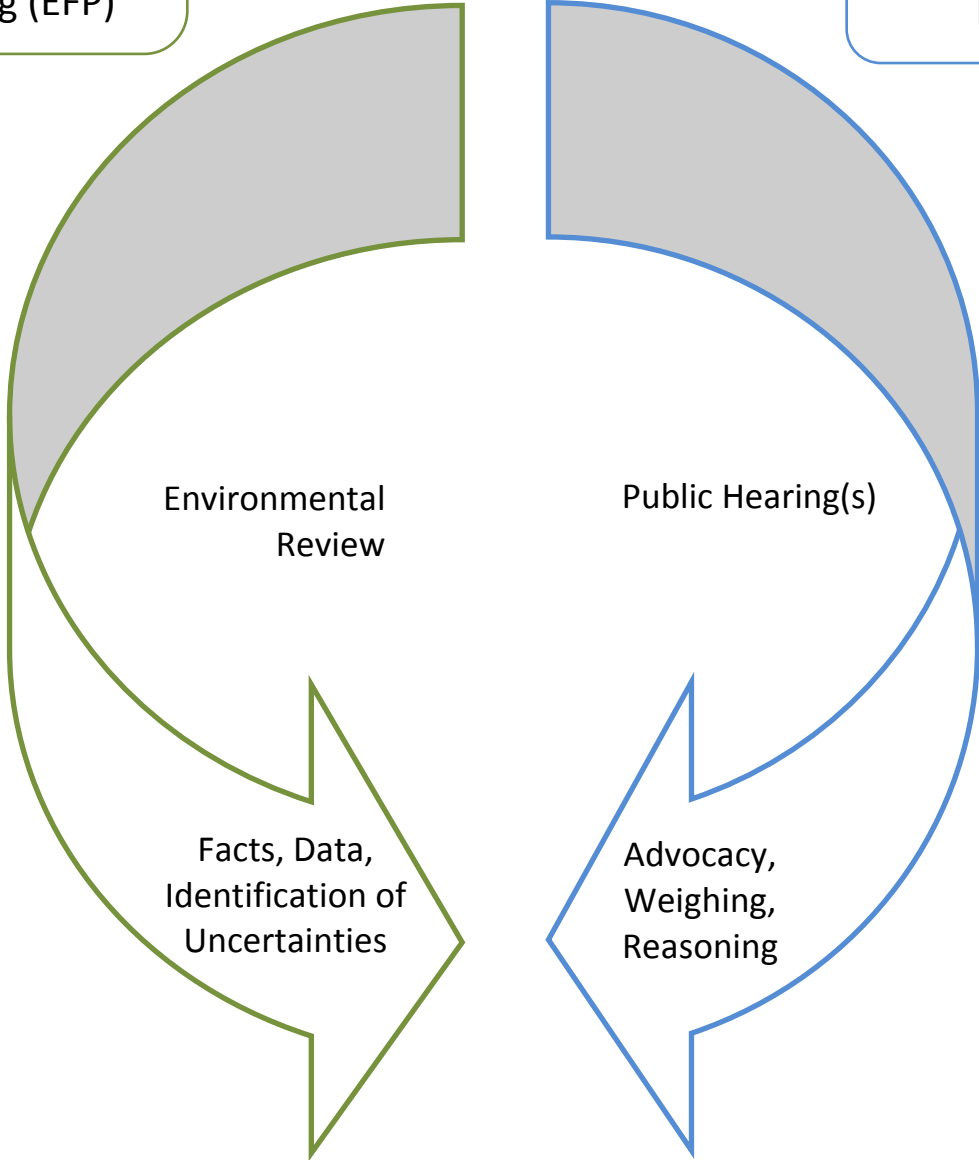 g (EFP)
Environmental
Review
Public Hearing(s)
Facts, Data,
Identification of
Uncertainties
Advocacy,
Weighing,
Reasoning